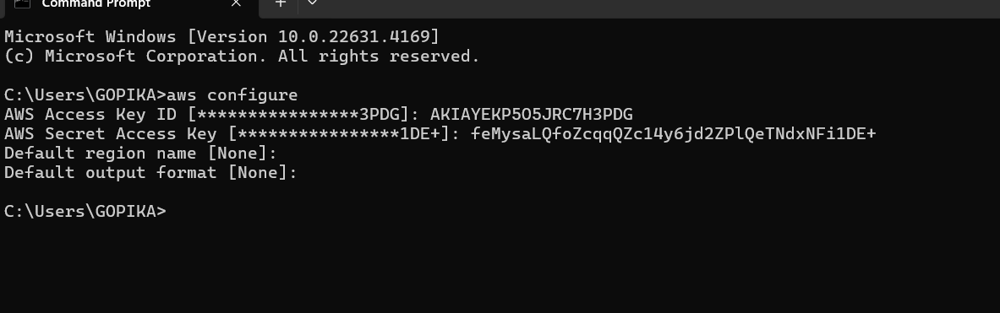 Command Prompt
Microsoft Windows [Version 10.0.22631.4169]
(c) Microsoft Corporation. All rights reserved.
C:\Users\GOPIKA>aws configure
AWS Access Key ID [****************3PDG]: AKIAYEKP5O5JRC7H3PDG
AWS Secret Access Key [****************1DE+]: 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
Default region name [None]:
Default output format [None]:
C:\Users\GOPIKA>